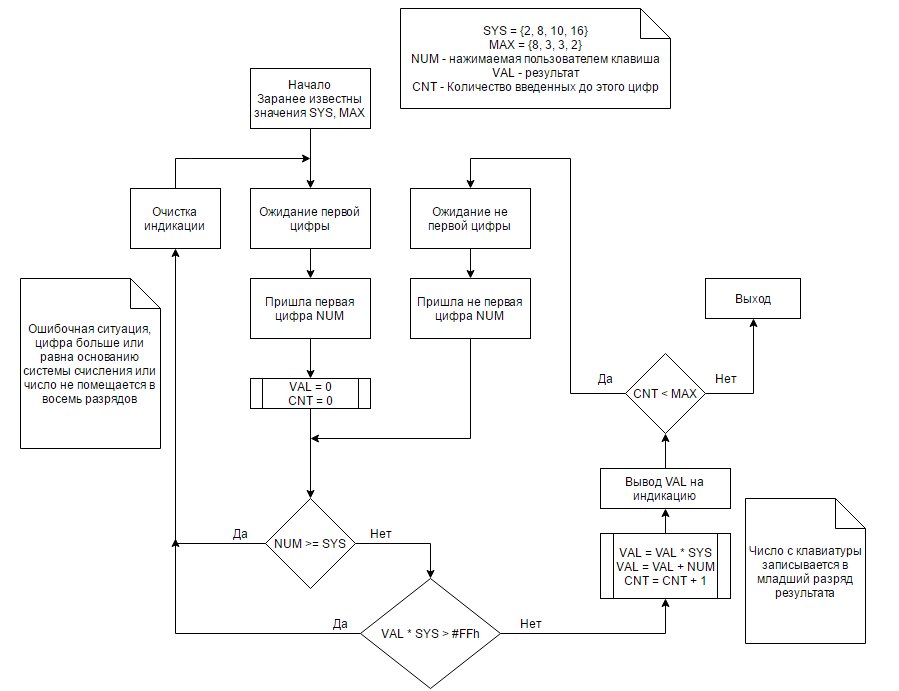 SYS = {2, 8, 10, 16}
MAX = {8, 3, 3, 2}
NUM - нажимаемая пользователем клавиша
VAL - результат
CNT - Количество введенных до этого цифр
Начало
Заранее известны
значения SYS, MAX
Очистка
индикации
Ожидание первой
цифры
Ожидание не
первой цифры
Пришла первая
цифра NUM
Пришла не первая
цифра NUM
Выход
Ошибочная ситуация,
цифра больше или
равна основанию
системы счисления или
число не помещается в
восемь разрядов
VAL = 0
CNT = 0
Да
CNT < MAX
Нет
Вывод VAL на
индикацию
Да
NUM >= SYS
Нет
VAL = VAL * SYS
VAL = VAL + NUM
CNT = CNT + 1
Число с клавиатуры
записывается в
младший разряд
результата
Да
VAL * SYS > #FFh
Нет